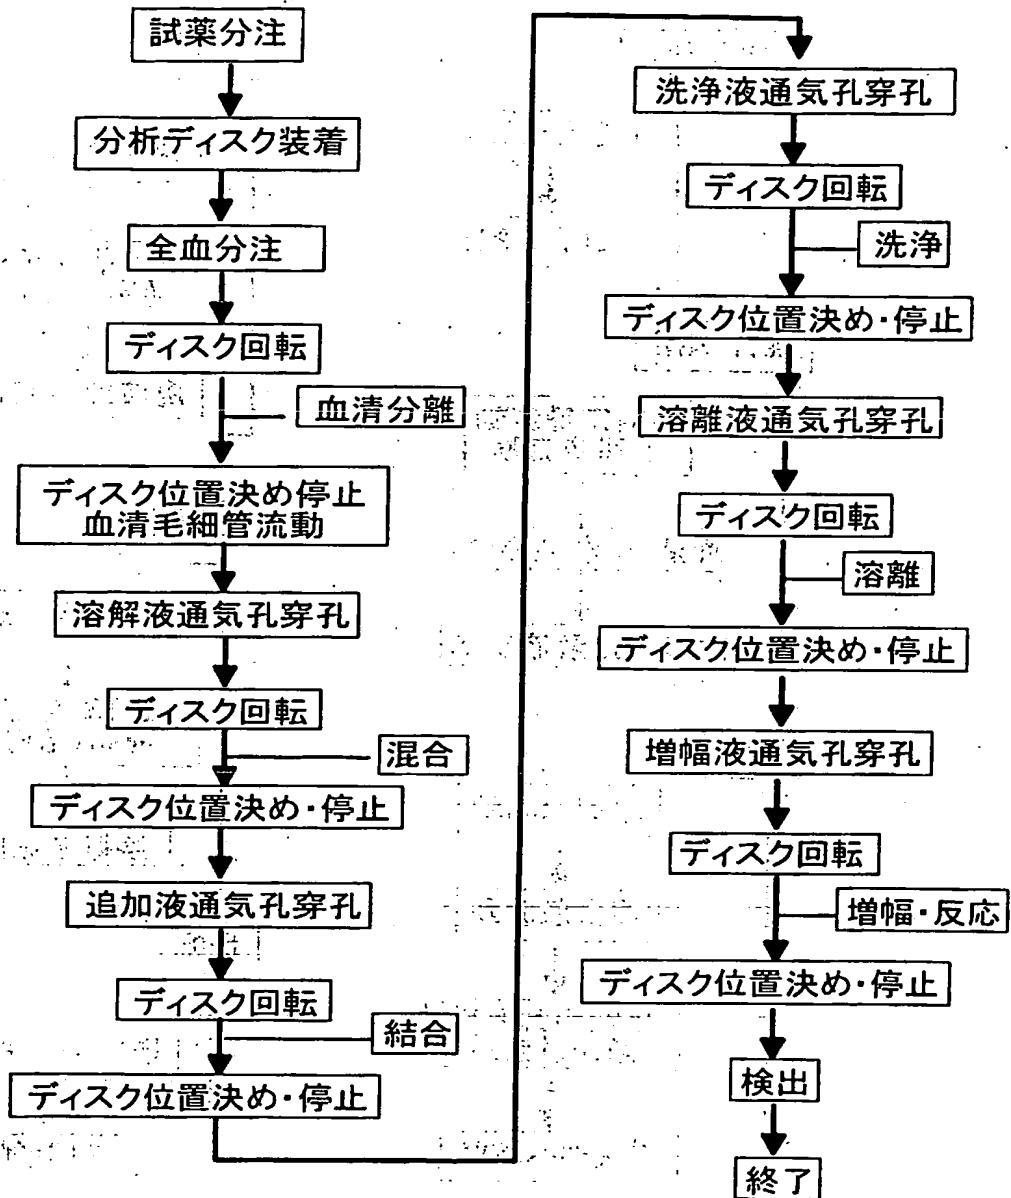 試薬分注
分析ディスク装着
全血分注
ディスク回転
血清分離
ディスク位置決め停止
血清毛細管流動
溶解液通気孔穿孔
ディスク回転
混合
ディスク位置決め・停止
追加液通気孔穿孔
ディスク回転
結合
ディスク位置決め・停止
洗浄液通気孔穿孔
ディスク回転
洗浄
ディスク位置決め・停止
溶離液通気孔穿孔
ディスク回転
溶離
ディスク位置決め・停止
増幅液通気孔穿孔
ディスク回転
増幅・反応
ディスク位置決め・停止
検出
終了